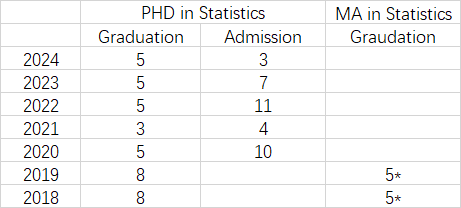 PHD in Statistics MA in Statistics
Graduation Admission Graudation
2024 5 3
2023 5 7
2022 5 11
2021 3 4
2020 5 10
2019 8 5*
2018 8 5*